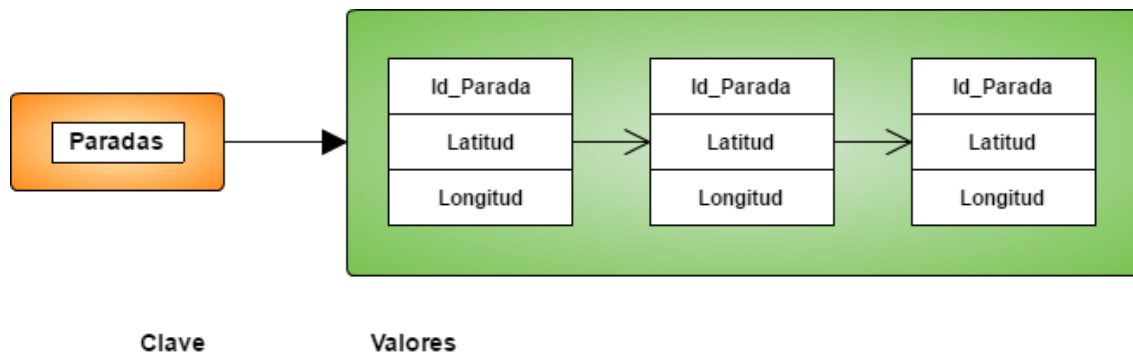 Paradas
Id_Parada
Latitud
Longitud
Id_Parada
Latitud
Longitud
Id_Parada
Latitud
Longitud
Clave
Valores